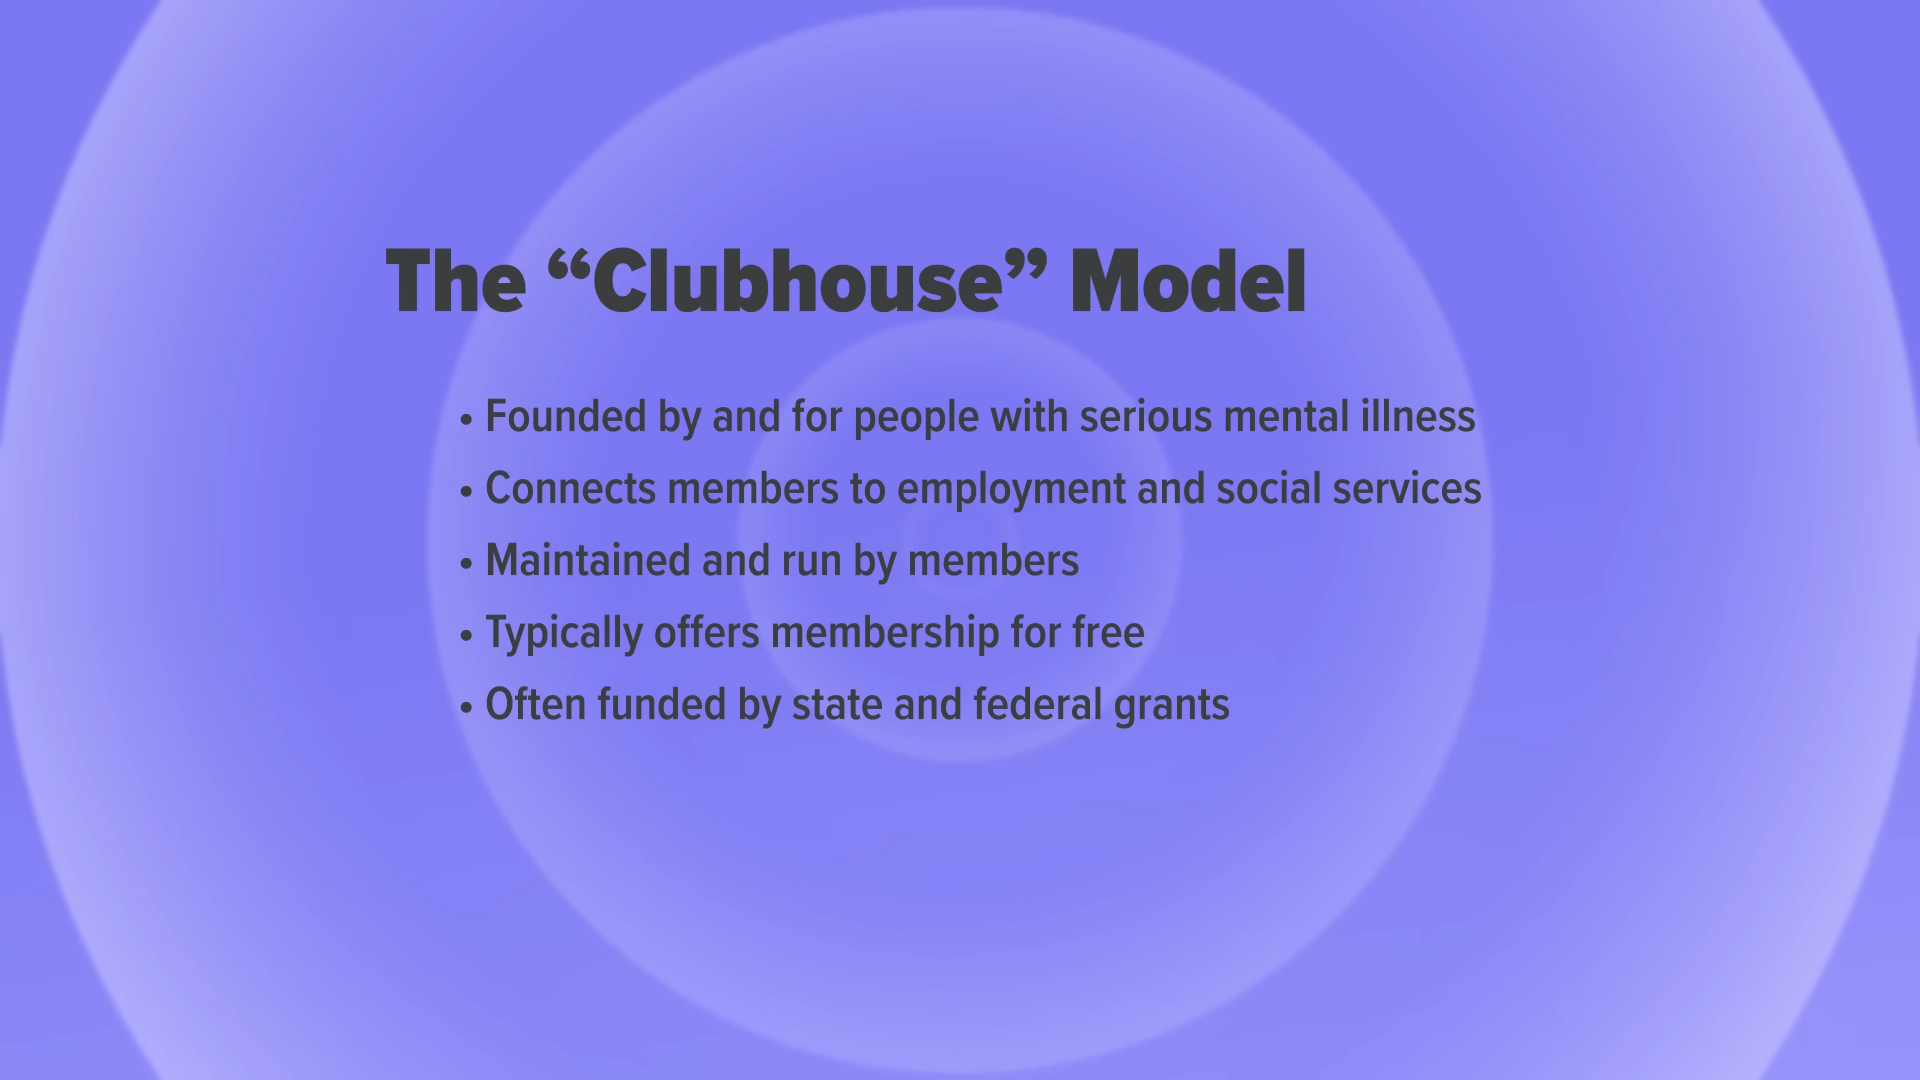 The “Clubhouse” Model
• Founded by and for people with serious mental illness
• Connects members to employment and social services
• Maintained and run by members
• Typically offers membership for free
• Often funded by state and federal grants